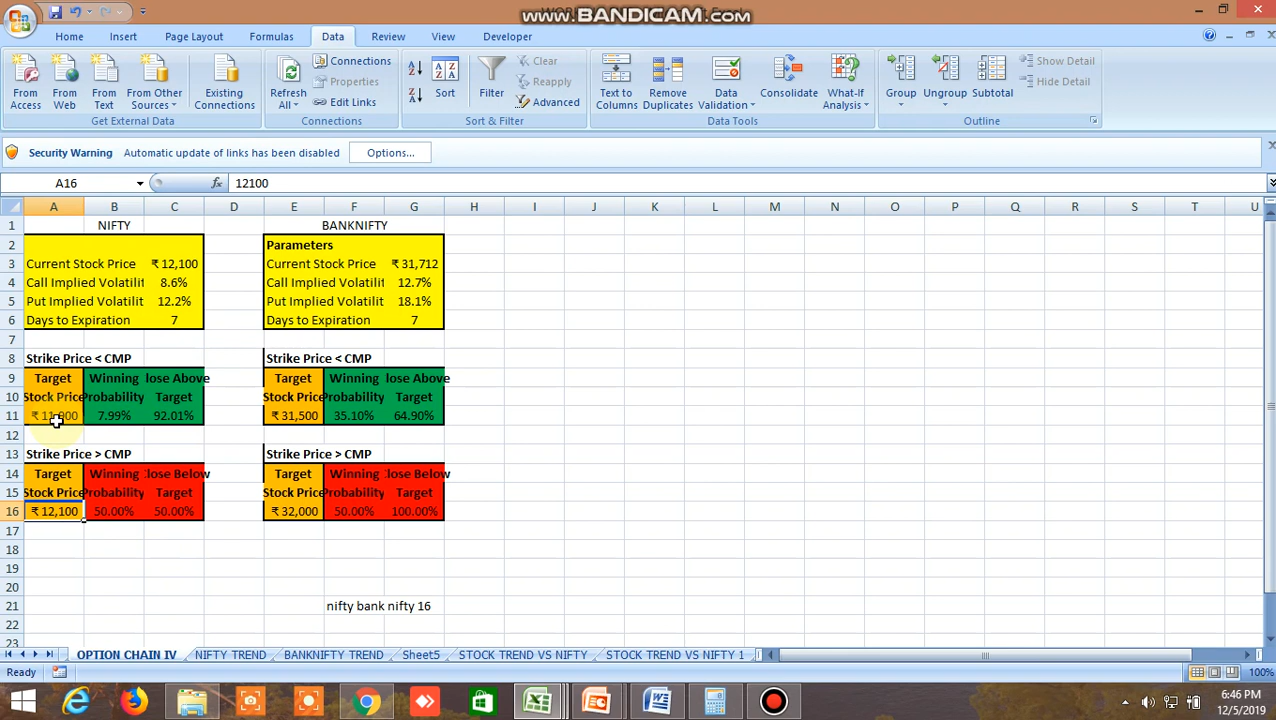 www.BANDICAM.com
Home Insert Page Layout Formulas Data Review View Developer
From Access
From Web
From Text
From Other Sources
Existing Connections
Get External Data
Refresh All
Connections
Properties
Edit Links
Connections
Sort
Filter
Clear
Reapply
Advanced
Sort & Filter
Text to Columns
Remove Duplicates
Data Validation
Consolidate
What-If Analysis
Data Tools
Group
Ungroup
Subtotal
Show Detail
Hide Detail
Outline
Security Warning Automatic update of links has been disabled Options...
A16 fx 12100
A B C D E F G H I J K L M N O P Q R S T U
1 NIFTY BANKNIFTY
2 Parameters
3 Current Stock Price ₹ 12,100 Current Stock Price ₹ 31,712
4 Call Implied Volatilit 8.6% Call Implied Volatilit 12.7%
5 Put Implied Volatilit 12.2% Put Implied Volatilit 18.1%
6 Days to Expiration 7 Days to Expiration 7
7
8 Strike Price < CMP Strike Price < CMP
9 Target Winning lose Above Target Winning lose Above
10 Stock Price Probability Target Stock Price Probability Target
11 7.99% 92.01% ₹ 31,500 35.10% 64.90%
12
13 Strike Price > CMP Strike Price > CMP
14 Target Winning lose Below Target Winning lose Below
15 Stock Price Probability Target Stock Price Probability Target
16 ₹ 12,100 50.00% 50.00% ₹ 32,000 50.00% 100.00%
17
18
19
20
21 nifty bank nifty 16
22
23
OPTION CHAIN IV NIFTY TREND BANKNIFTY TREND Sheet5 STOCK TREND VS NIFTY STOCK TREND VS NIFTY 1
Ready 100%
6:46 PM
12/5/2019